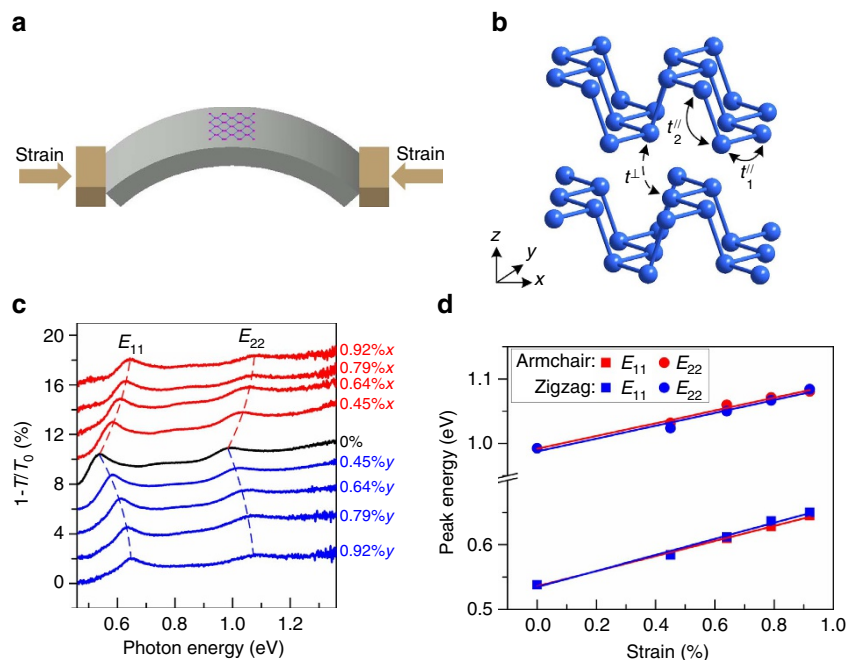 a
Strain
Strain
b
t₂^//
t₁^//
t^⊥
z
y
x
c
20
16
12
8
4
0
1-T/T₀ (%)
E₁₁
E₂₂
0.92%x
0.79%x
0.64%x
0.45%x
0%
0.45%y
0.64%y
0.79%y
0.92%y
0.6
0.8
1.0
1.2
Photon energy (eV)
d
Armchair: E₁₁ E₂₂
Zigzag: E₁₁ E₂₂
1.1
1.0
0.6
0.5
Peak energy (eV)
0.0
0.2
0.4
0.6
0.8
1.0
Strain (%)